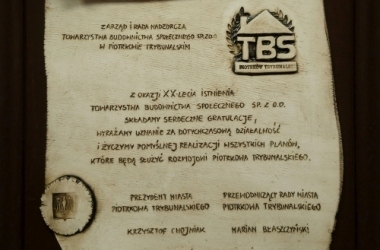 ZARZĄD I RADA NADZORCZA
TOWARZYSTWA BUDOWNICTWA SPOŁECZNEGO SP. Z O.O.
W PIOTRKOWIE TRYBUNALSKIM
TBS
PIOTRKÓW TRYBUNALSKI
Z OKAZJI XX-LECIA ISTNIENIA
TOWARZYSTWA BUDOWNICTWA SPOŁECZNEGO SP. Z O.O.
SKŁADAMY SERDECZNE GRATULACJE,
WYRAŻAMY UZNANIE ZA DOTYCHCZASOWĄ DZIAŁALNOŚĆ
I ŻYCZYMY POMYŚLNEJ REALIZACJI WSZYSTKICH PLANÓW,
KTÓRE BĘDĄ SŁUŻYĆ ROZWOJOWI PIOTRKOWA TRYBUNALSKIEGO.
PREZYDENT MIASTA
PIOTRKOWA TRYBUNALSKIEGO
KRZYSZTOF CHOJNIAK
PRZEWODNICZĄCY RADY MIASTA
PIOTRKOWA TRYBUNALSKIEGO
MARIAN BŁASZCZYŃSKI